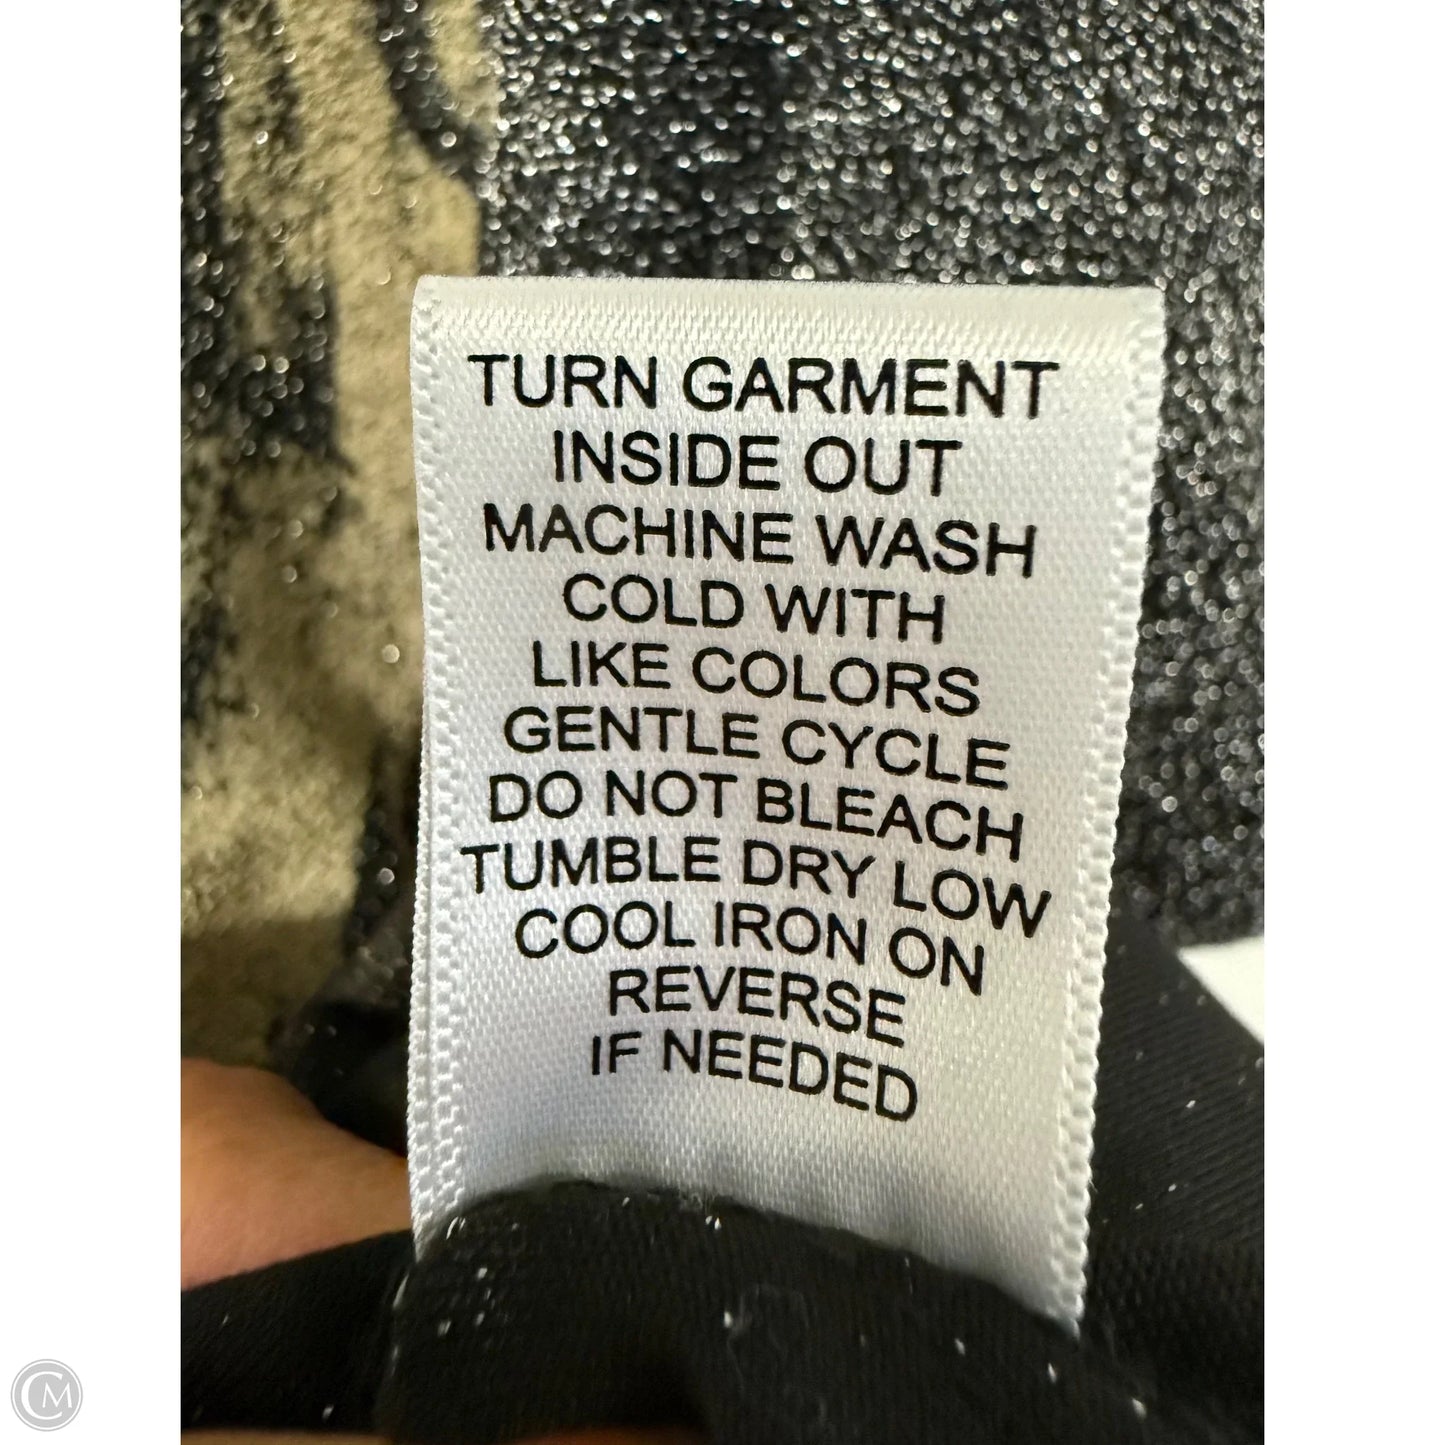 TURN GARMENT
INSIDE OUT
MACHINE WASH
COLD WITH
LIKE COLORS
GENTLE CYCLE
DO NOT BLEACH
TUMBLE DRY LOW
COOL IRON ON
REVERSE
IF NEEDED
CM